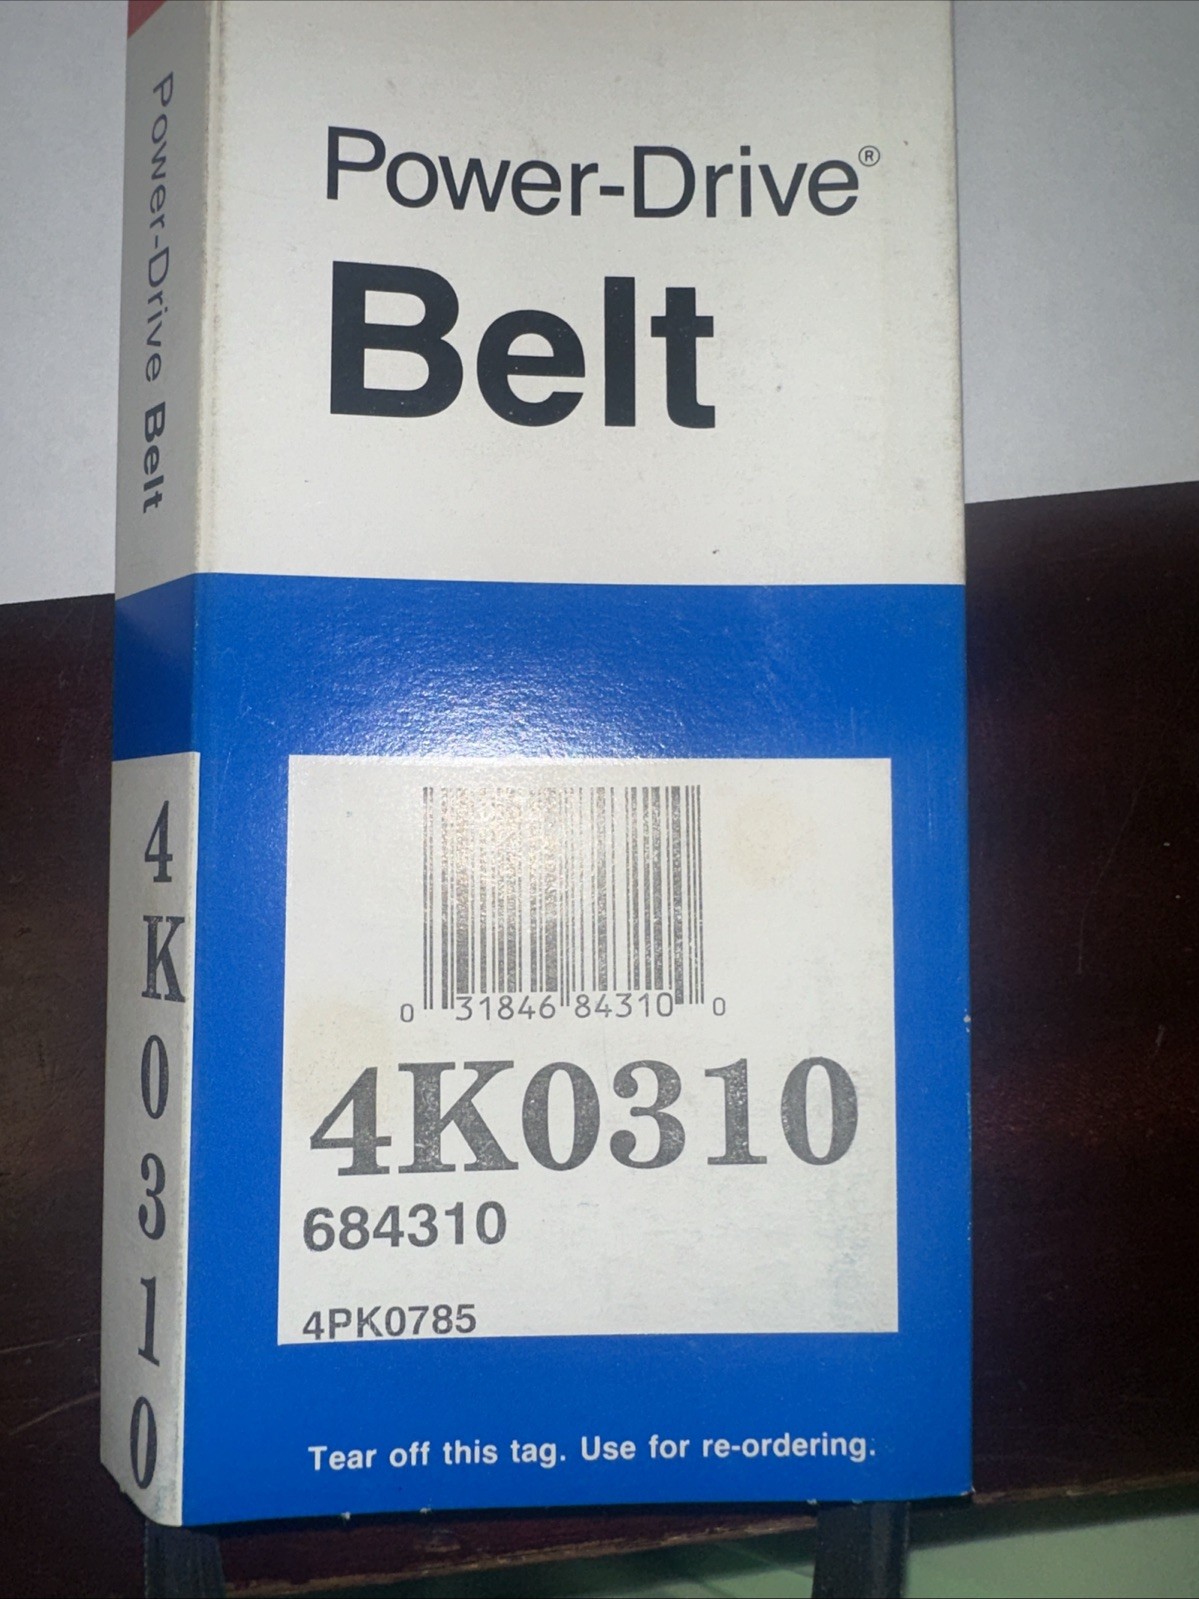 Power-Drive®
Belt
0 31846 84310 0
4K0310
684310
4PK0785
Tear off this tag. Use for re-ordering.
Power-Drive Belt
4K0310